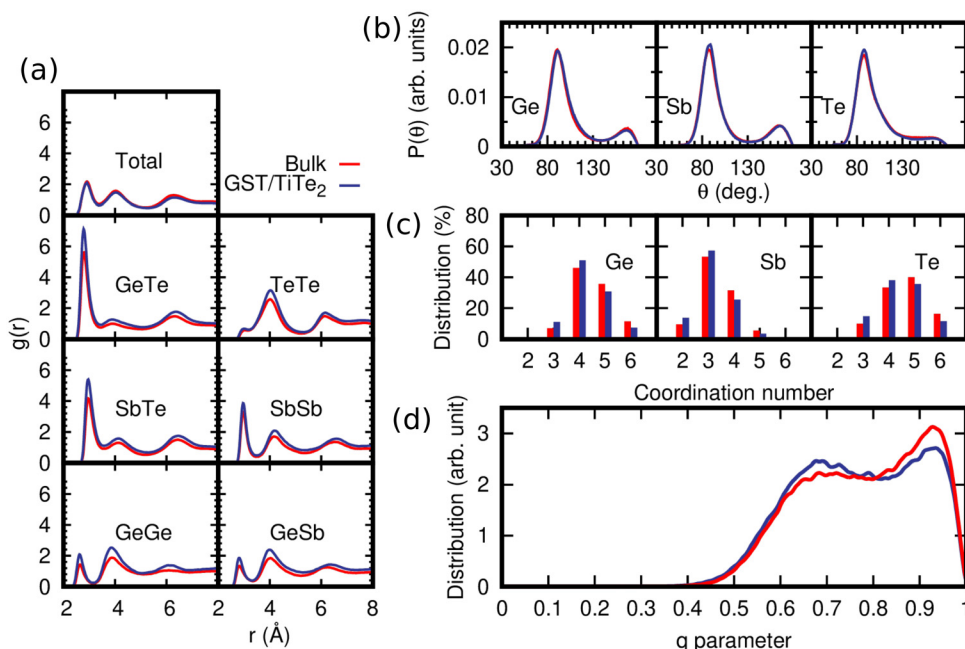 (a)
Total
6
4
2
0
Bulk
GST/TiTe2
GeTe
6
4
2
0
TeTe
SbTe
6
4
2
0
SbSb
GeGe
6
4
2
0
GeSb
2 4 6 2 4 6 8
g(r)
r (Å)
(b)
P(θ) (arb. units)
0.02
0.01
0
Ge
Sb
Te
30 80 130 30 80 130 30 80 130
θ (deg.)
(c)
Distribution (%)
80
60
40
20
0
Ge
Sb
Te
2 3 4 5 6 2 3 4 5 6 2 3 4 5 6
Coordination number
(d)
Distribution (arb. unit)
3
2
1
0
0 0.1 0.2 0.3 0.4 0.5 0.6 0.7 0.8 0.9 1
q parameter